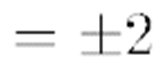 = ±2